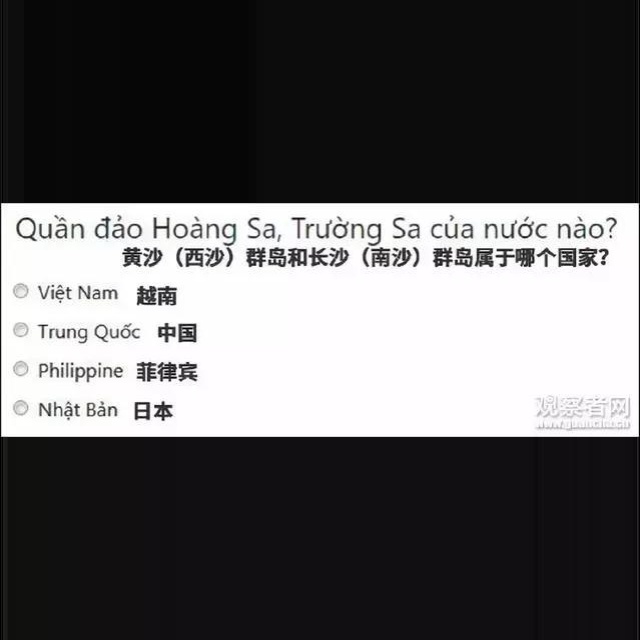 Quần đảo Hoàng Sa, Trường Sa của nước nào?
黄沙（西沙）群岛和长沙（南沙）群岛属于哪个国家？
Việt Nam 越南
Trung Quốc 中国
Philippine 菲律宾
Nhật Bản 日本
观察者网
www.guancha.cn